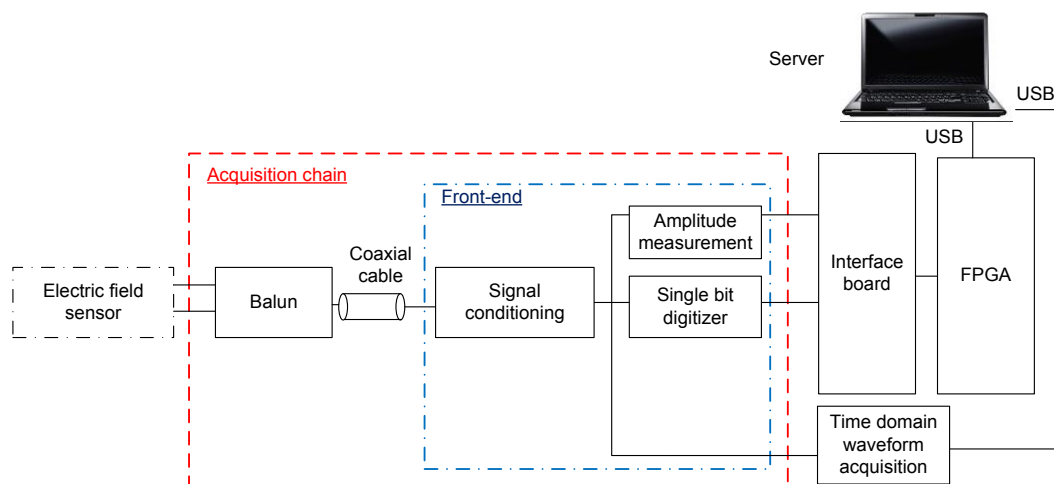 Server
USB
USB
Acquisition chain
Front-end
Amplitude
measurement
Coaxial
cable
Electric field
sensor
Balun
Signal
conditioning
Single bit
digitizer
Interface
board
FPGA
Time domain
waveform
acquisition